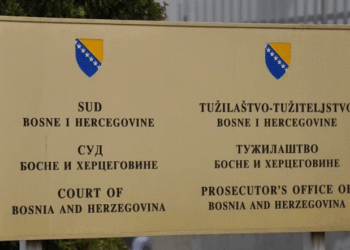 SUD
BOSNE I HERCEGOVINE
СУД
БОСНЕ И ХЕРЦЕГОВИНЕ
COURT OF
BOSNIA AND HERZEGOVINA
TUŽILAŠTVO-TUŽITELJSTVO
BOSNE I HERCEGOVINE
ТУЖИЛАШТВО
БОСНЕ И ХЕРЦЕГОВИНЕ
PROSECUTOR'S OFFICE OF
BOSNIA AND HERZEGOVINA